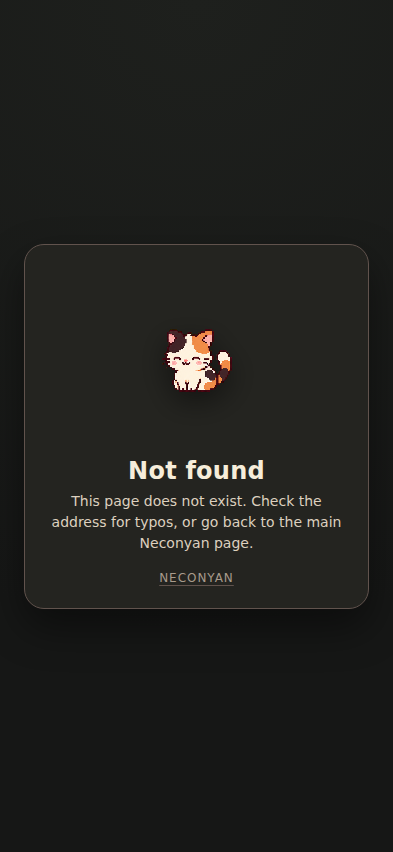 Not found
This page does not exist. Check the
address for typos, or go back to the main
Neconyan page.
NECONYAN